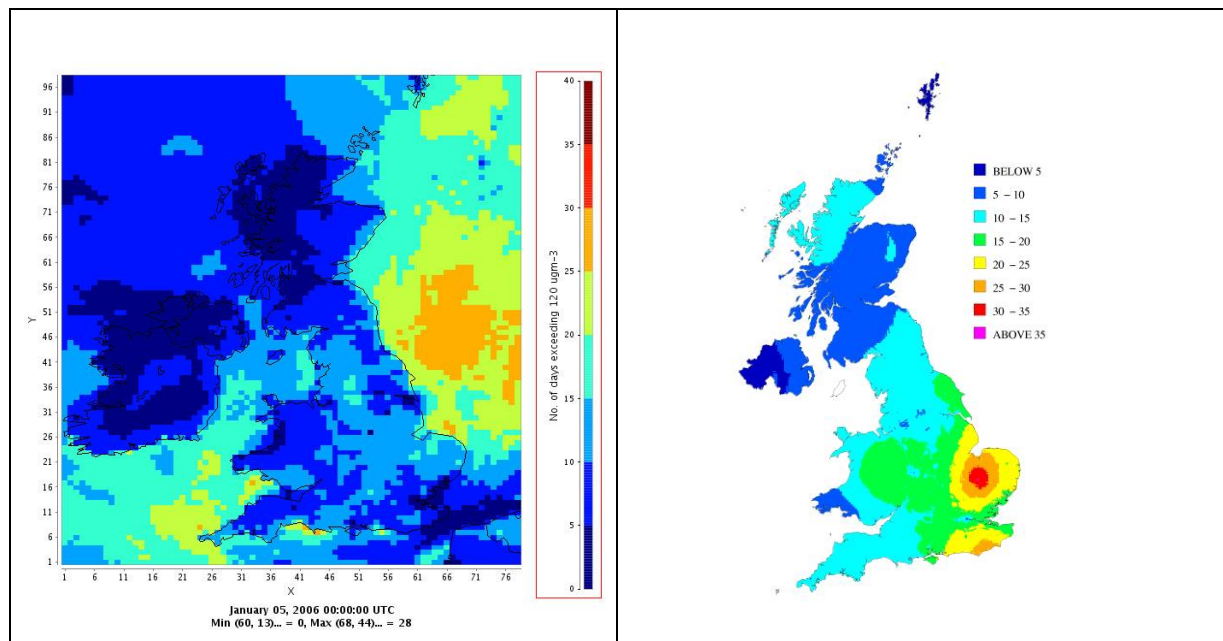 96
91
86
81
76
71
66
61
56
51
46
41
36
31
26
21
16
11
6
1
Y
1 6 11 16 21 26 31 36 41 46 51 56 61 66 71 76
X
40
35
30
25
20
15
10
5
0
No. of days exceeding 120 ugm-3
January 05, 2006 00:00:00 UTC
Min (60, 13)... = 0, Max (68, 44)... = 28
BELOW 5
5 – 10
10 – 15
15 – 20
20 – 25
25 – 30
30 – 35
ABOVE 35